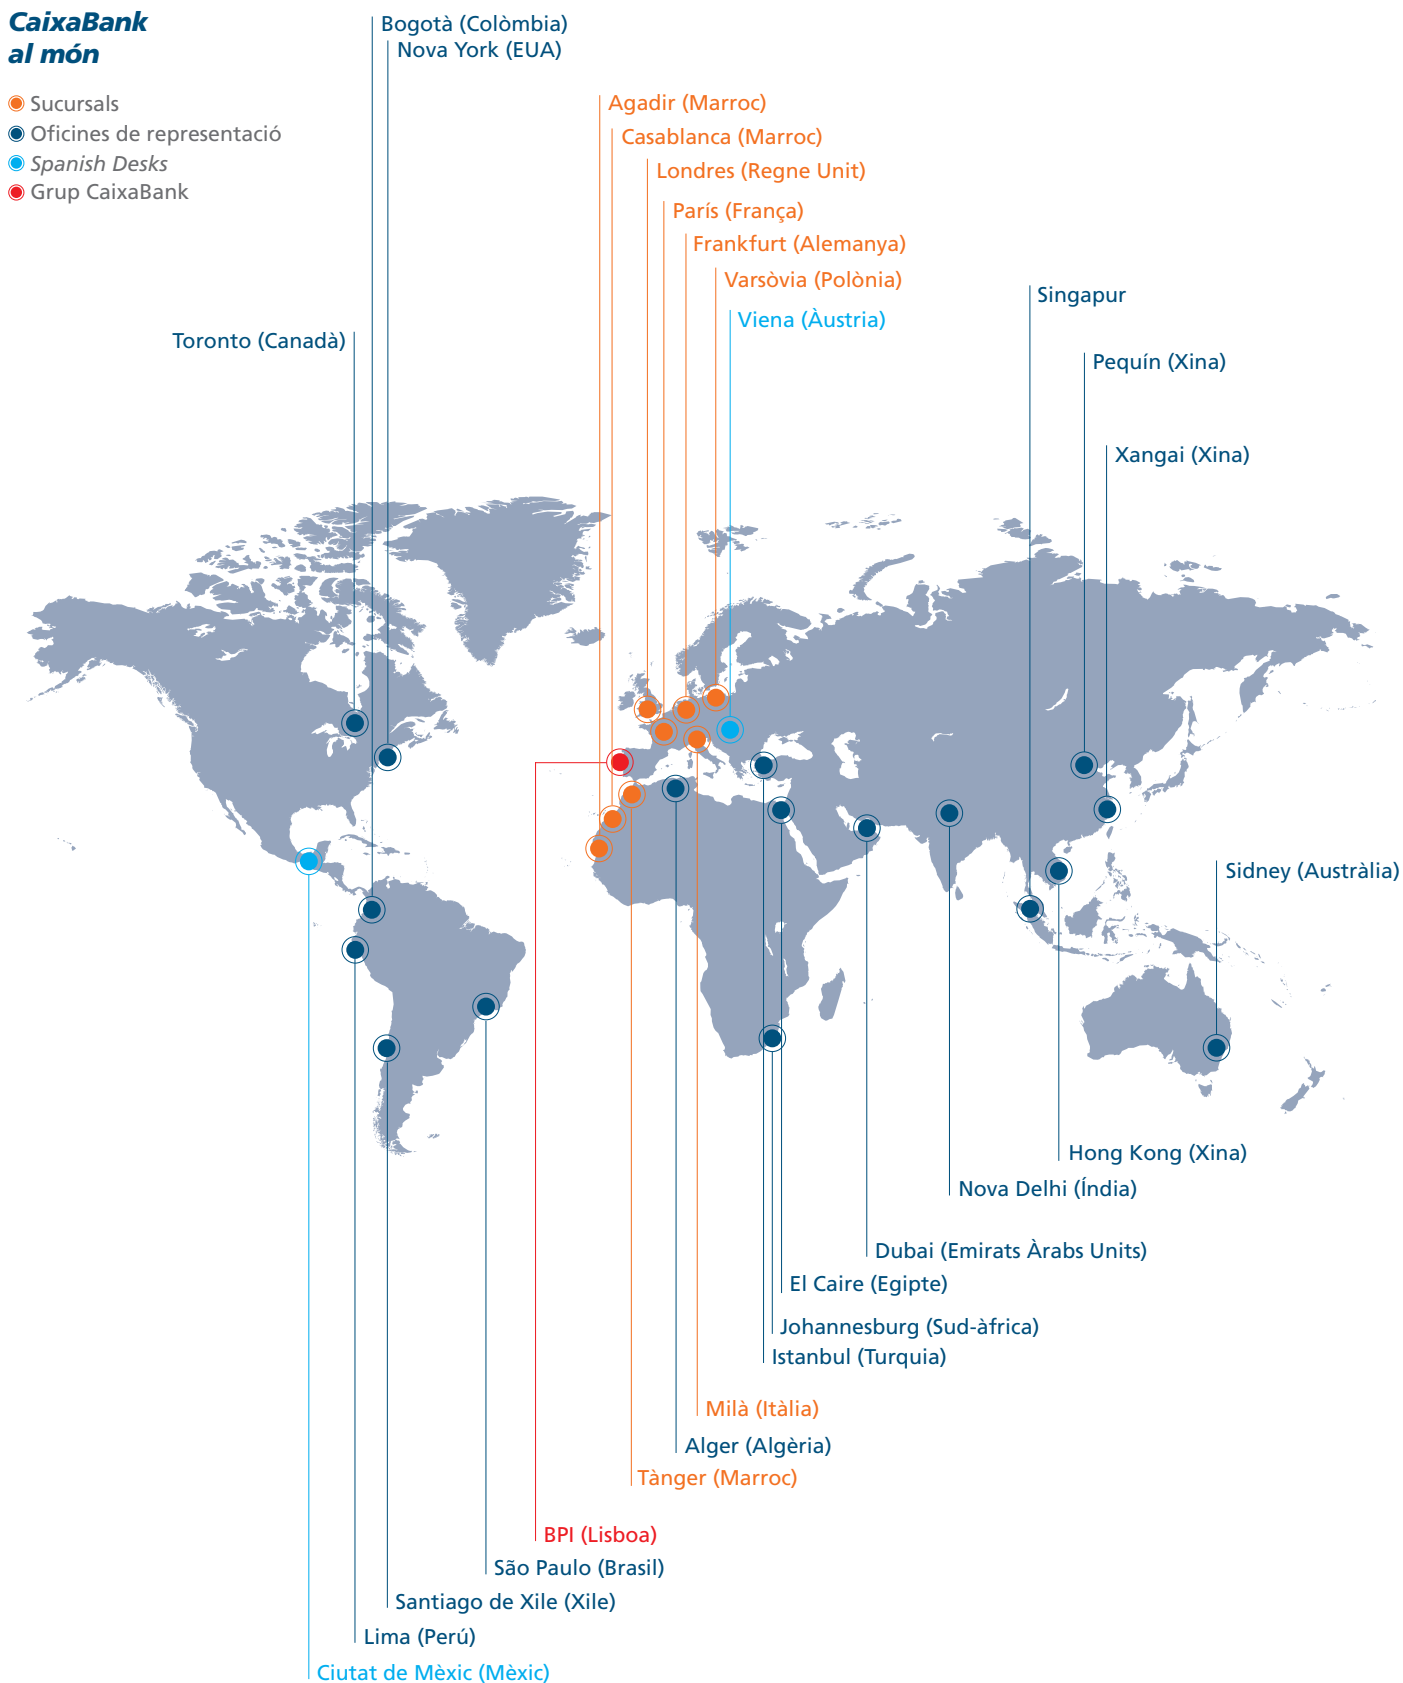 CaixaBank
al món
Sucursals
Oficines de representació
Spanish Desks
Grup CaixaBank
Bogotà (Colòmbia)
Nova York (EUA)
Agadir (Marroc)
Casablanca (Marroc)
Londres (Regne Unit)
París (França)
Frankfurt (Alemanya)
Varsòvia (Polònia)
Singapur
Viena (Àustria)
Toronto (Canadà)
Pequín (Xina)
Xangai (Xina)
Sidney (Austràlia)
Hong Kong (Xina)
Nova Delhi (Índia)
Dubai (Emirats Àrabs Units)
El Caire (Egipte)
Johannesburg (Sud-àfrica)
Istanbul (Turquia)
Milà (Itàlia)
Alger (Algèria)
Tànger (Marroc)
BPI (Lisboa)
São Paulo (Brasil)
Santiago de Xile (Xile)
Lima (Perú)
Ciutat de Mèxic (Mèxic)